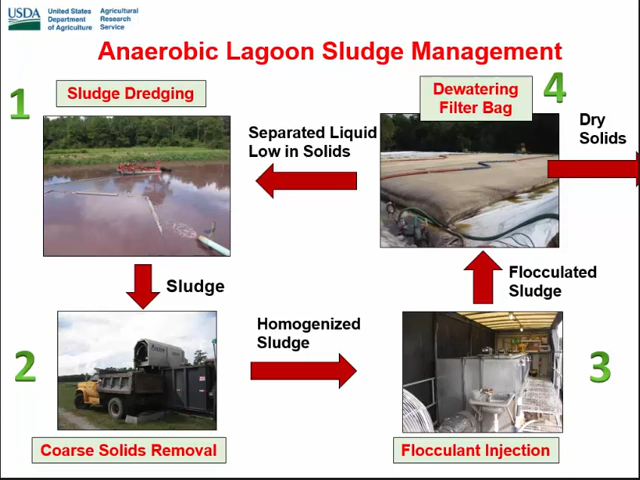 USDA
United States
Department
of Agriculture
Agricultural
Research
Service
Anaerobic Lagoon Sludge Management
1
Sludge Dredging
Separated Liquid
Low in Solids
Dewatering
Filter Bag
4
Dry
Solids
Sludge
Flocculated
Sludge
2
Homogenized
Sludge
3
Coarse Solids Removal
Flocculant Injection